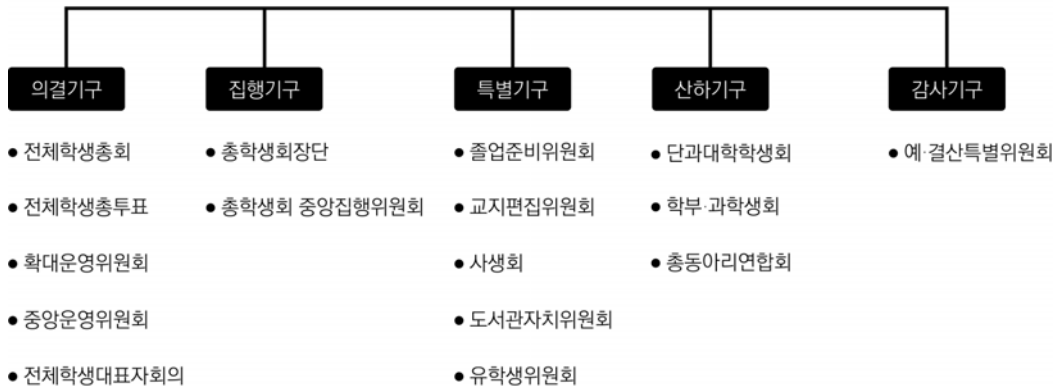 의결기구
● 전체학생총회
● 전체학생총투표
● 확대운영위원회
● 중앙운영위원회
● 전체학생대표자회의
집행기구
● 총학생회장단
● 총학생회 중앙집행위원회
특별기구
● 졸업준비위원회
● 교지편집위원회
● 사생회
● 도서관자치위원회
● 유학생위원회
산하기구
● 단과대학학생회
● 학부·과학생회
● 총동아리연합회
감사기구
● 예·결산특별위원회